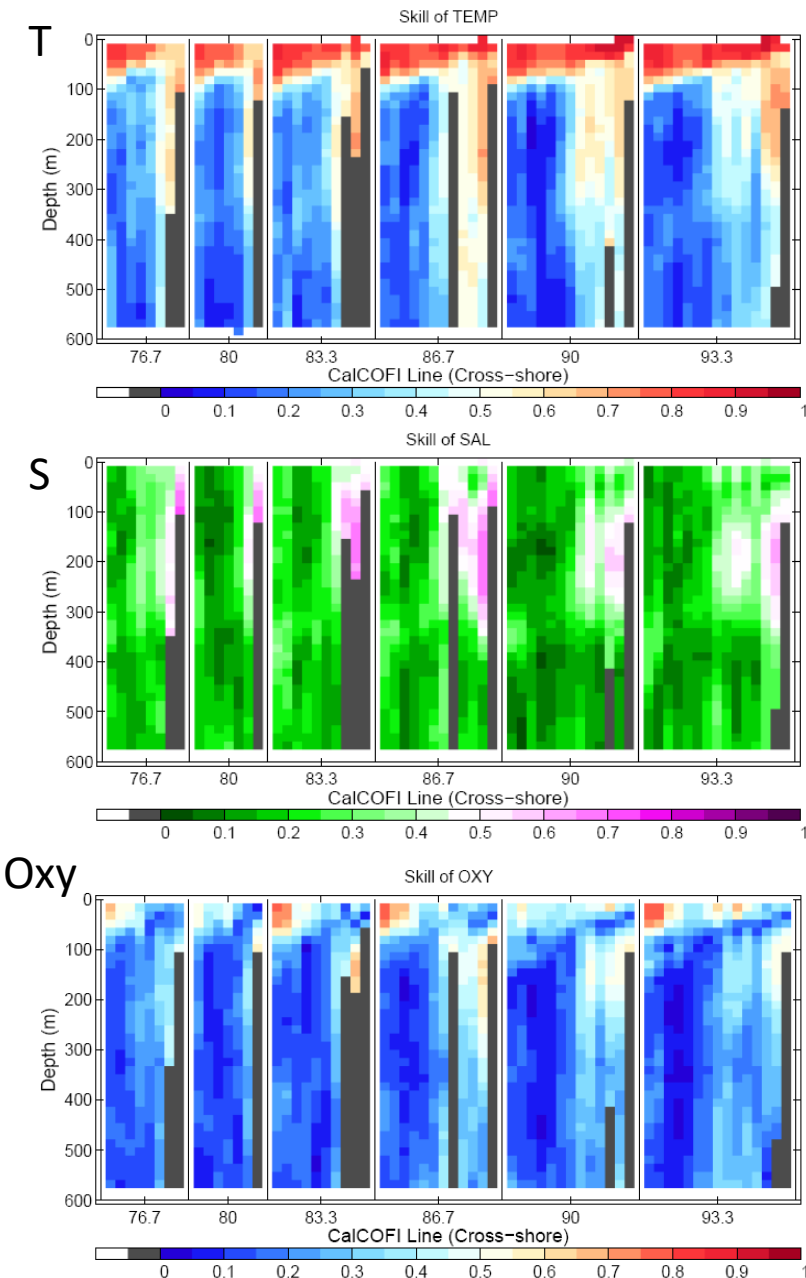 Skill of TEMP
T
0
100
200
300
400
500
600
Depth (m)
76.7 80 83.3 86.7 90 93.3
CalCOFI Line (Cross-shore)
0 0.1 0.2 0.3 0.4 0.5 0.6 0.7 0.8 0.9 1
Skill of SAL
S
0
100
200
300
400
500
600
Depth (m)
76.7 80 83.3 86.7 90 93.3
CalCOFI Line (Cross-shore)
0 0.1 0.2 0.3 0.4 0.5 0.6 0.7 0.8 0.9 1
Oxy
Skill of OXY
0
100
200
300
400
500
600
Depth (m)
76.7 80 83.3 86.7 90 93.3
CalCOFI Line (Cross-shore)
0 0.1 0.2 0.3 0.4 0.5 0.6 0.7 0.8 0.9 1